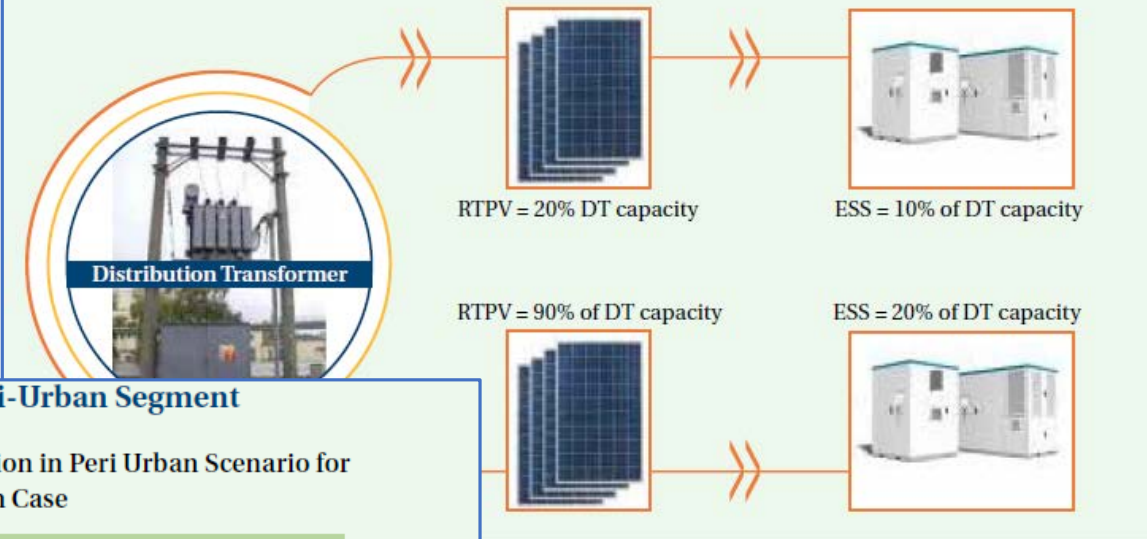 RTPV = 20% DT capacity
ESS = 10% of DT capacity
Distribution Transformer
RTPV = 90% of DT capacity
ESS = 20% of DT capacity
i-Urban Segment
ion in Peri Urban Scenario for
Case